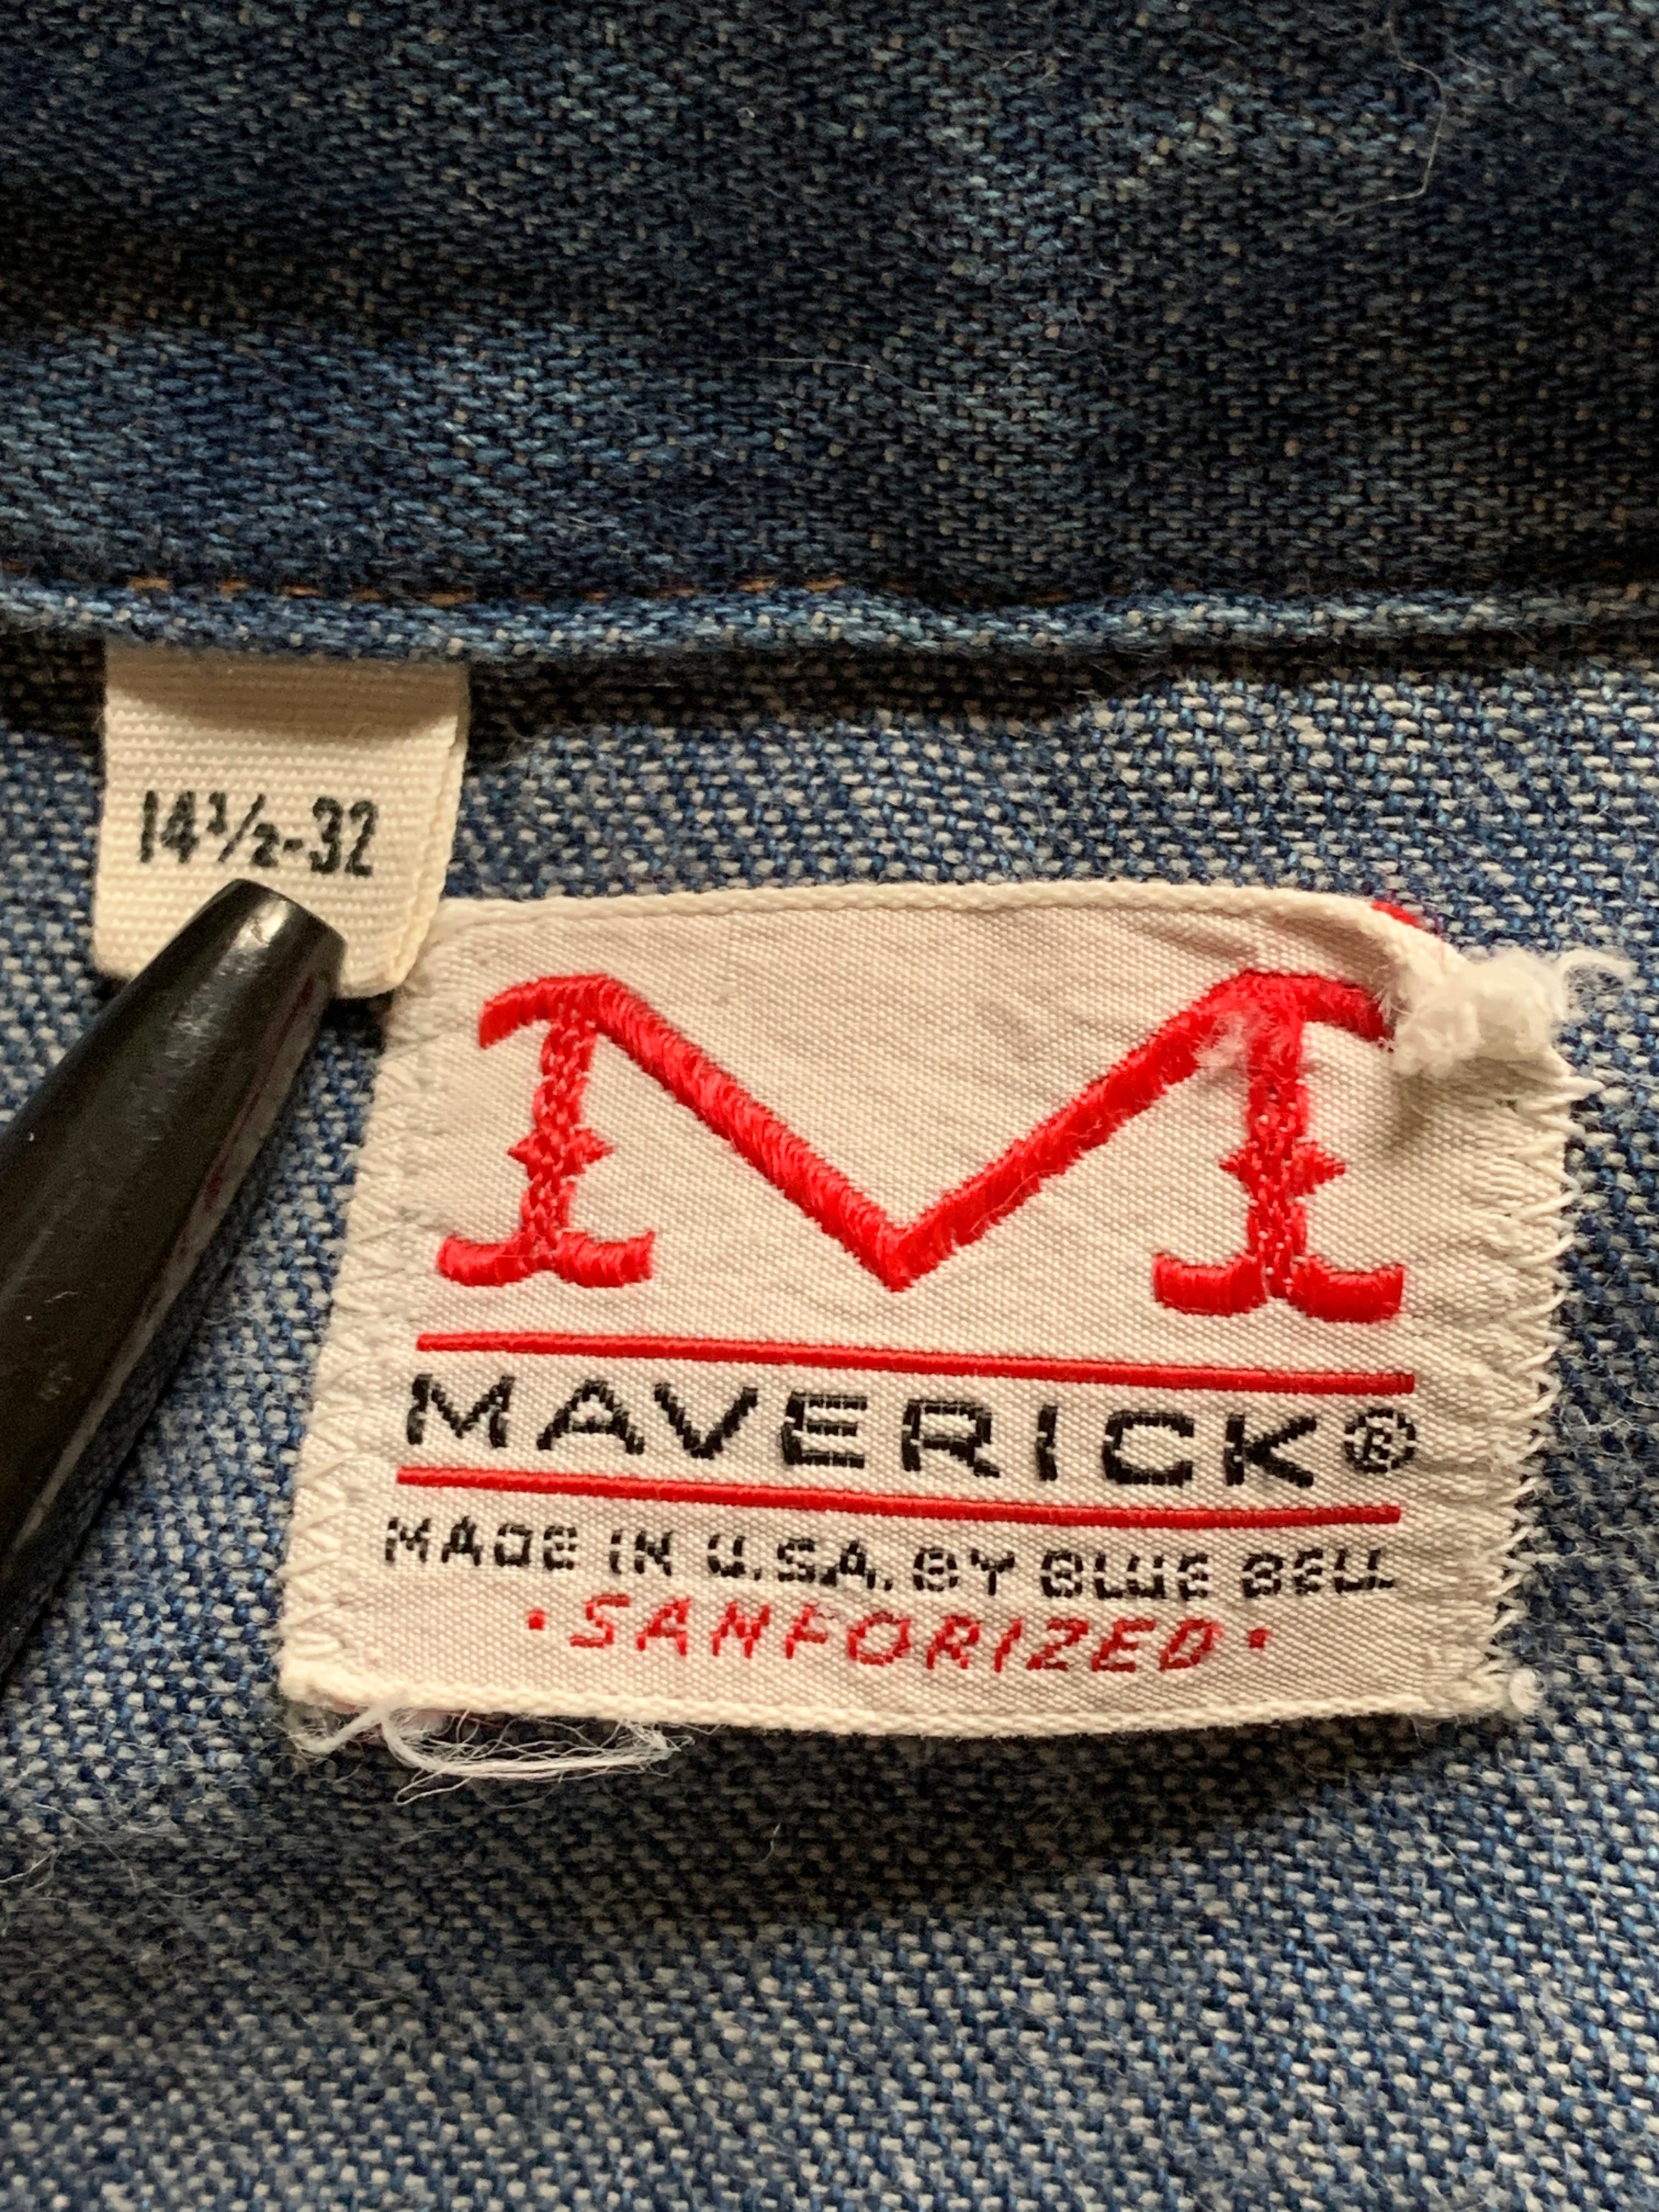 14½-32
M
MAVERICK®
MADE IN U.S.A. BY BLUE BELL
·SANFORIZED·